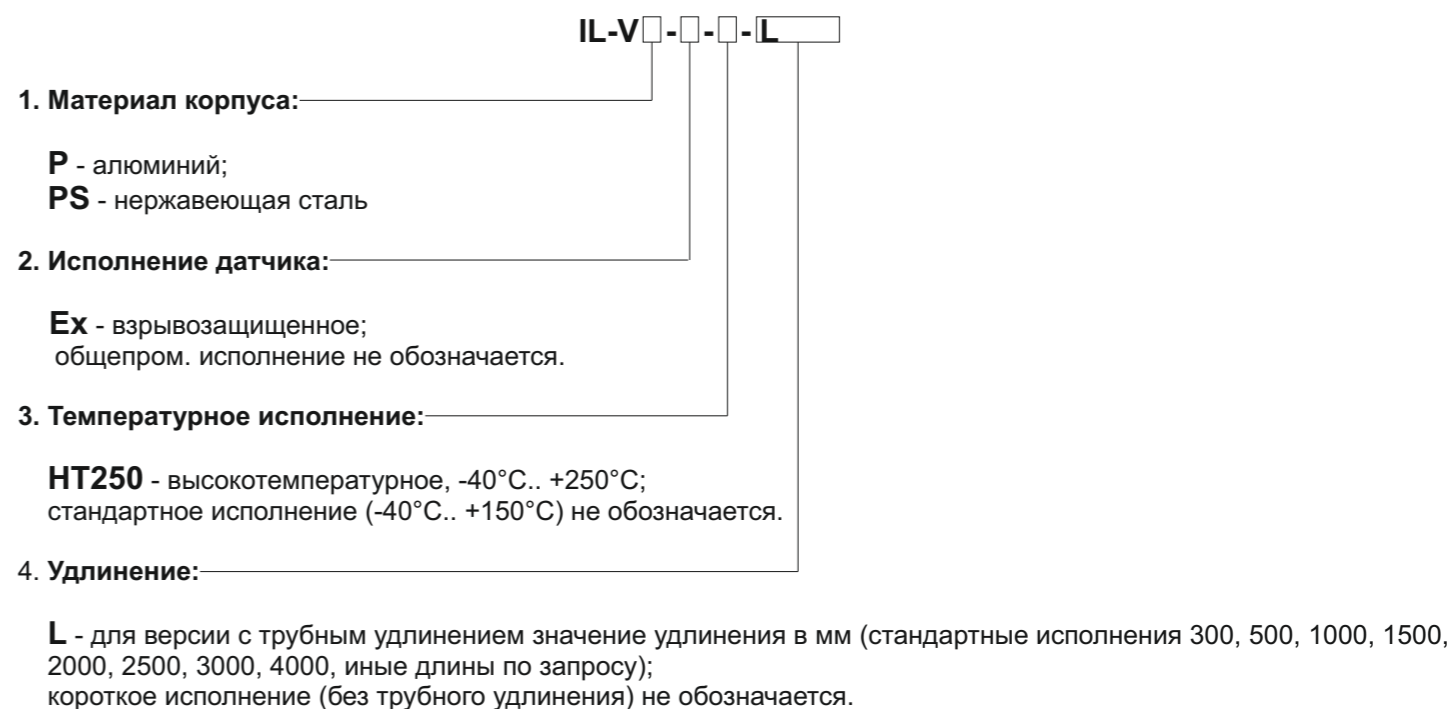 IL-V□-□-□-L
1. Материал корпуса:
P - алюминий;
PS - нержавеющая сталь
2. Исполнение датчика:
Ex - взрывозащищенное;
общепром. исполнение не обозначается.
3. Температурное исполнение:
HT250 - высокотемпературное, -40°C.. +250°C;
стандартное исполнение (-40°C.. +150°C) не обозначается.
4. Удлинение:
L - для версии с трубным удлинением значение удлинения в мм (стандартные исполнения 300, 500, 1000, 1500,
2000, 2500, 3000, 4000, иные длины по запросу);
короткое исполнение (без трубного удлинения) не обозначается.